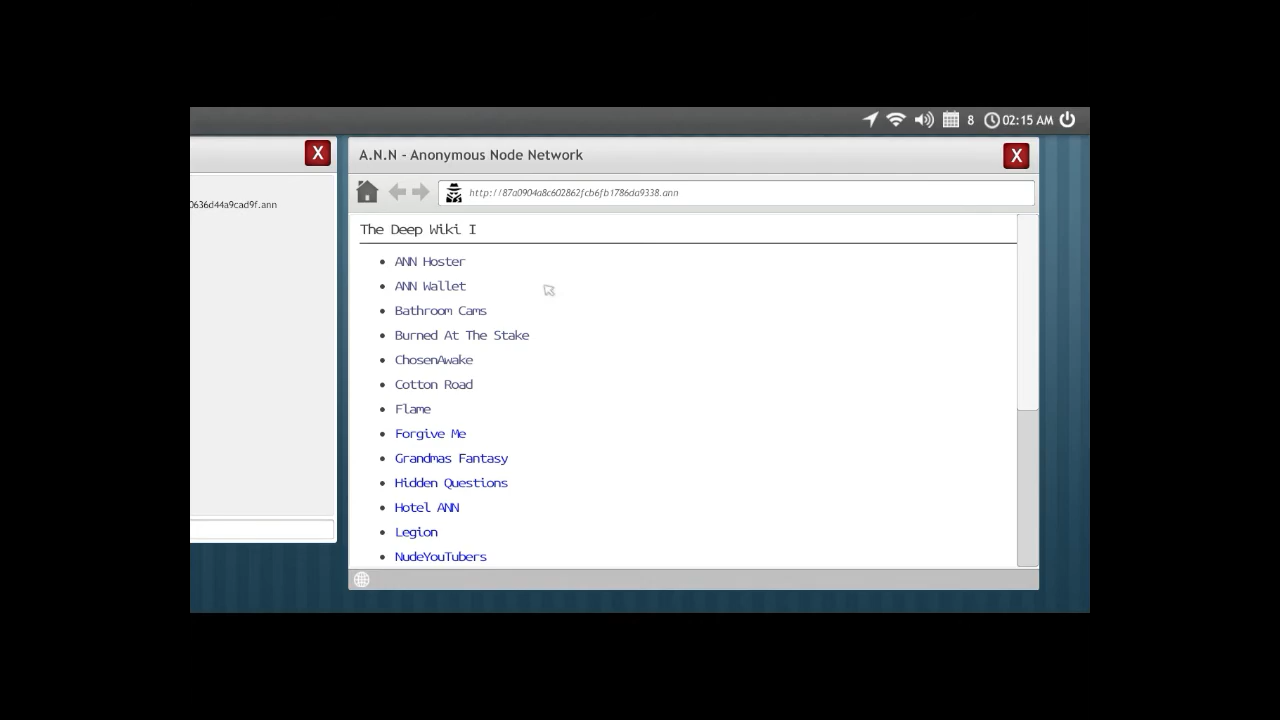 8 02:15 AM
X
A.N.N - Anonymous Node Network X
http://87a0904a8c602862fcb6fb1786da9338.ann
0636d44a9cad9f.ann
The Deep Wiki I
ANN Hoster
ANN Wallet
Bathroom Cams
Burned At The Stake
ChosenAwake
Cotton Road
Flame
Forgive Me
Grandmas Fantasy
Hidden Questions
Hotel ANN
Legion
NudeYouTubers